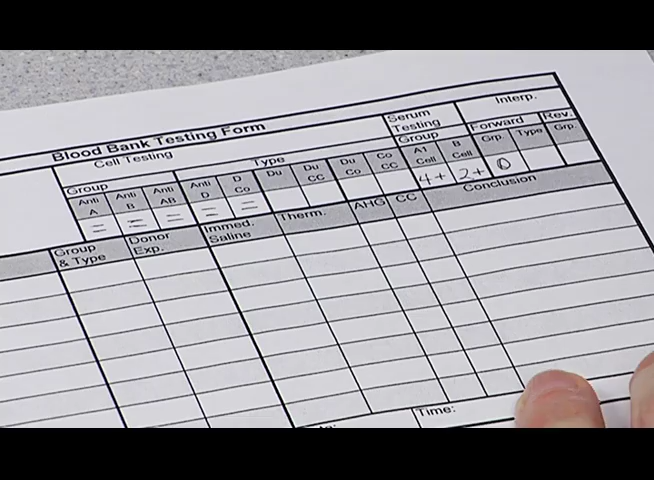 Blood Bank Testing Form
Cell Testing
Serum Testing
Interp.
Group
Type
Group
Forward
Rev.
Anti A
Anti B
Anti AB
Anti D
D Co
Du
Du CC
Du Co
Co CC
A1 Cell
B Cell
Grp.
Type
Grp.
= = = = = 4+ 2+ O
Group & Type
Donor Exp.
Immed. Saline
Therm.
AHG
CC
Conclusion
Time: